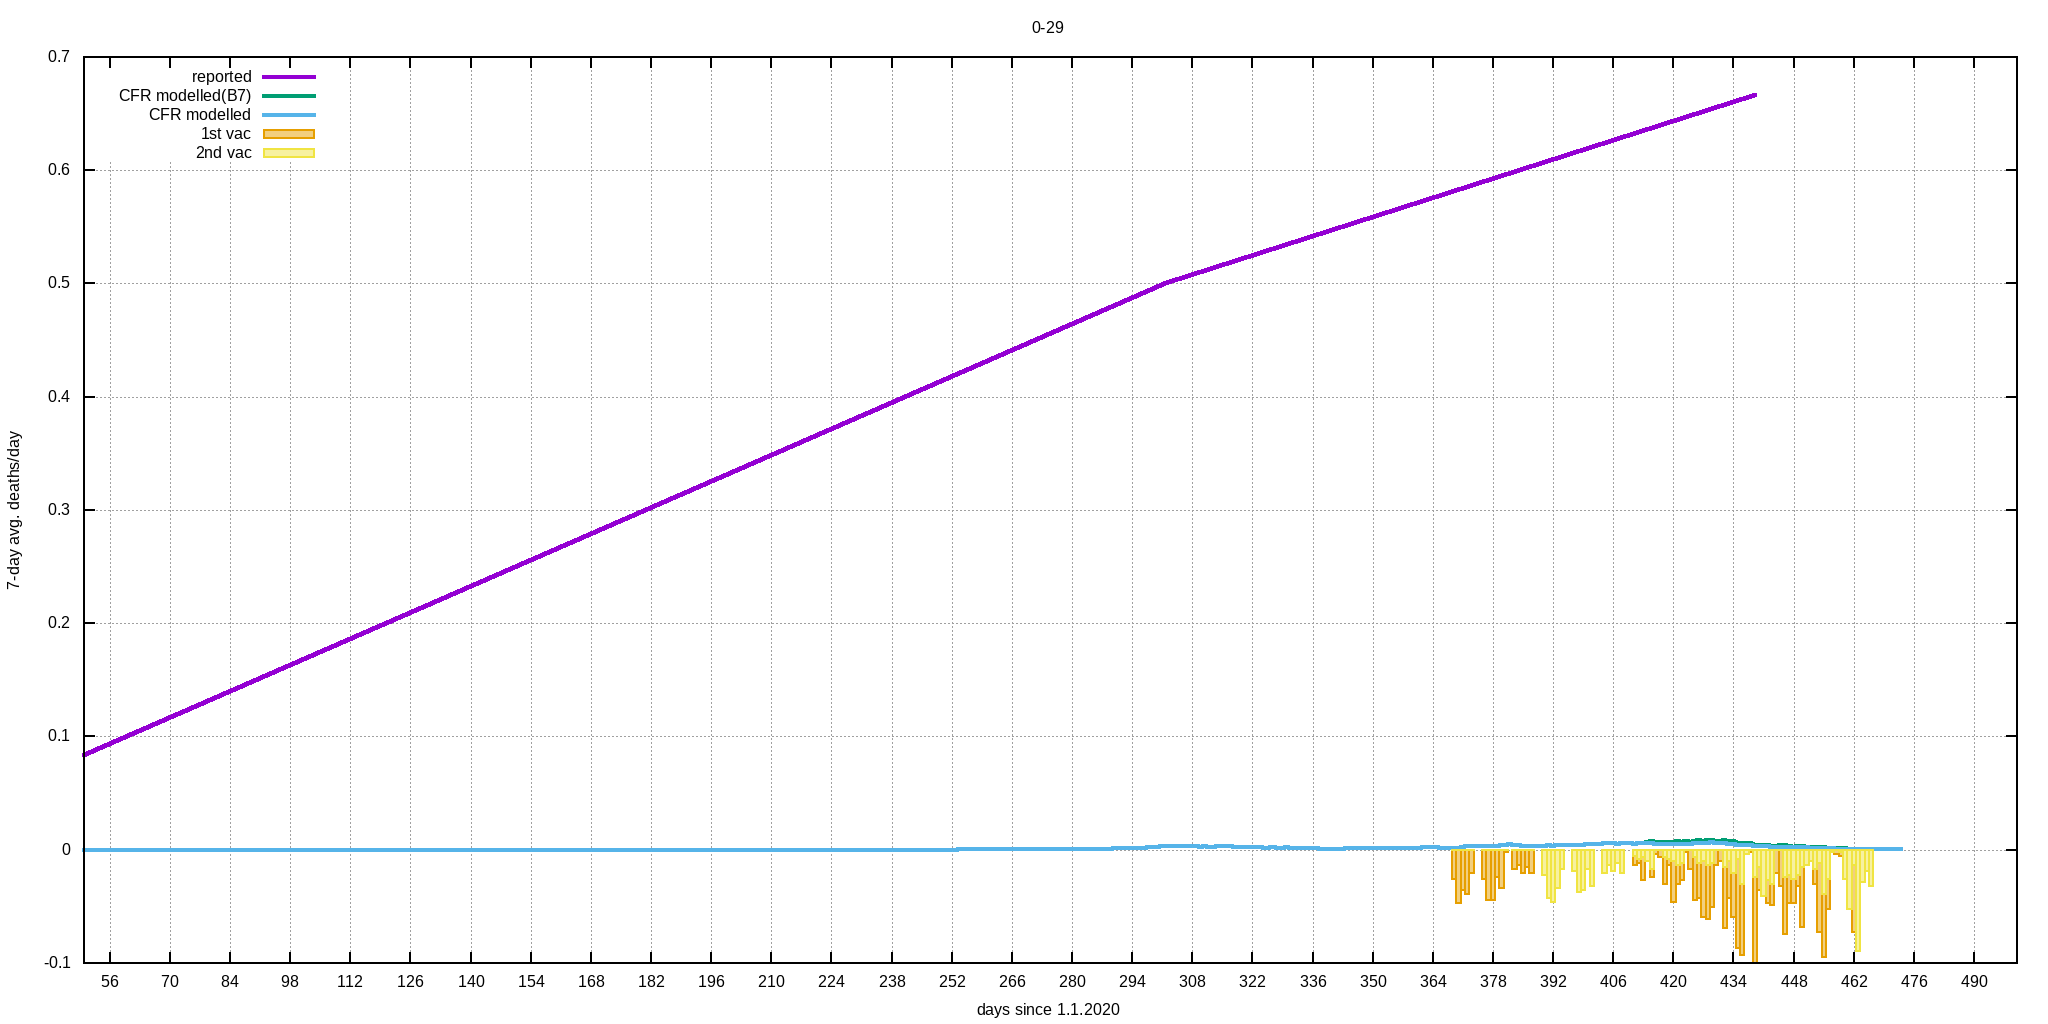 0-29
0.7
0.6
0.5
0.4
0.3
0.2
0.1
0
-0.1
reported
CFR modelled(B7)
CFR modelled
1st vac
2nd vac
7-day avg. deaths/day
56 70 84 98 112 126 140 154 168 182 196 210 224 238 252 266 280 294 308 322 336 350 364 378 392 406 420 434 448 462 476 490
days since 1.1.2020